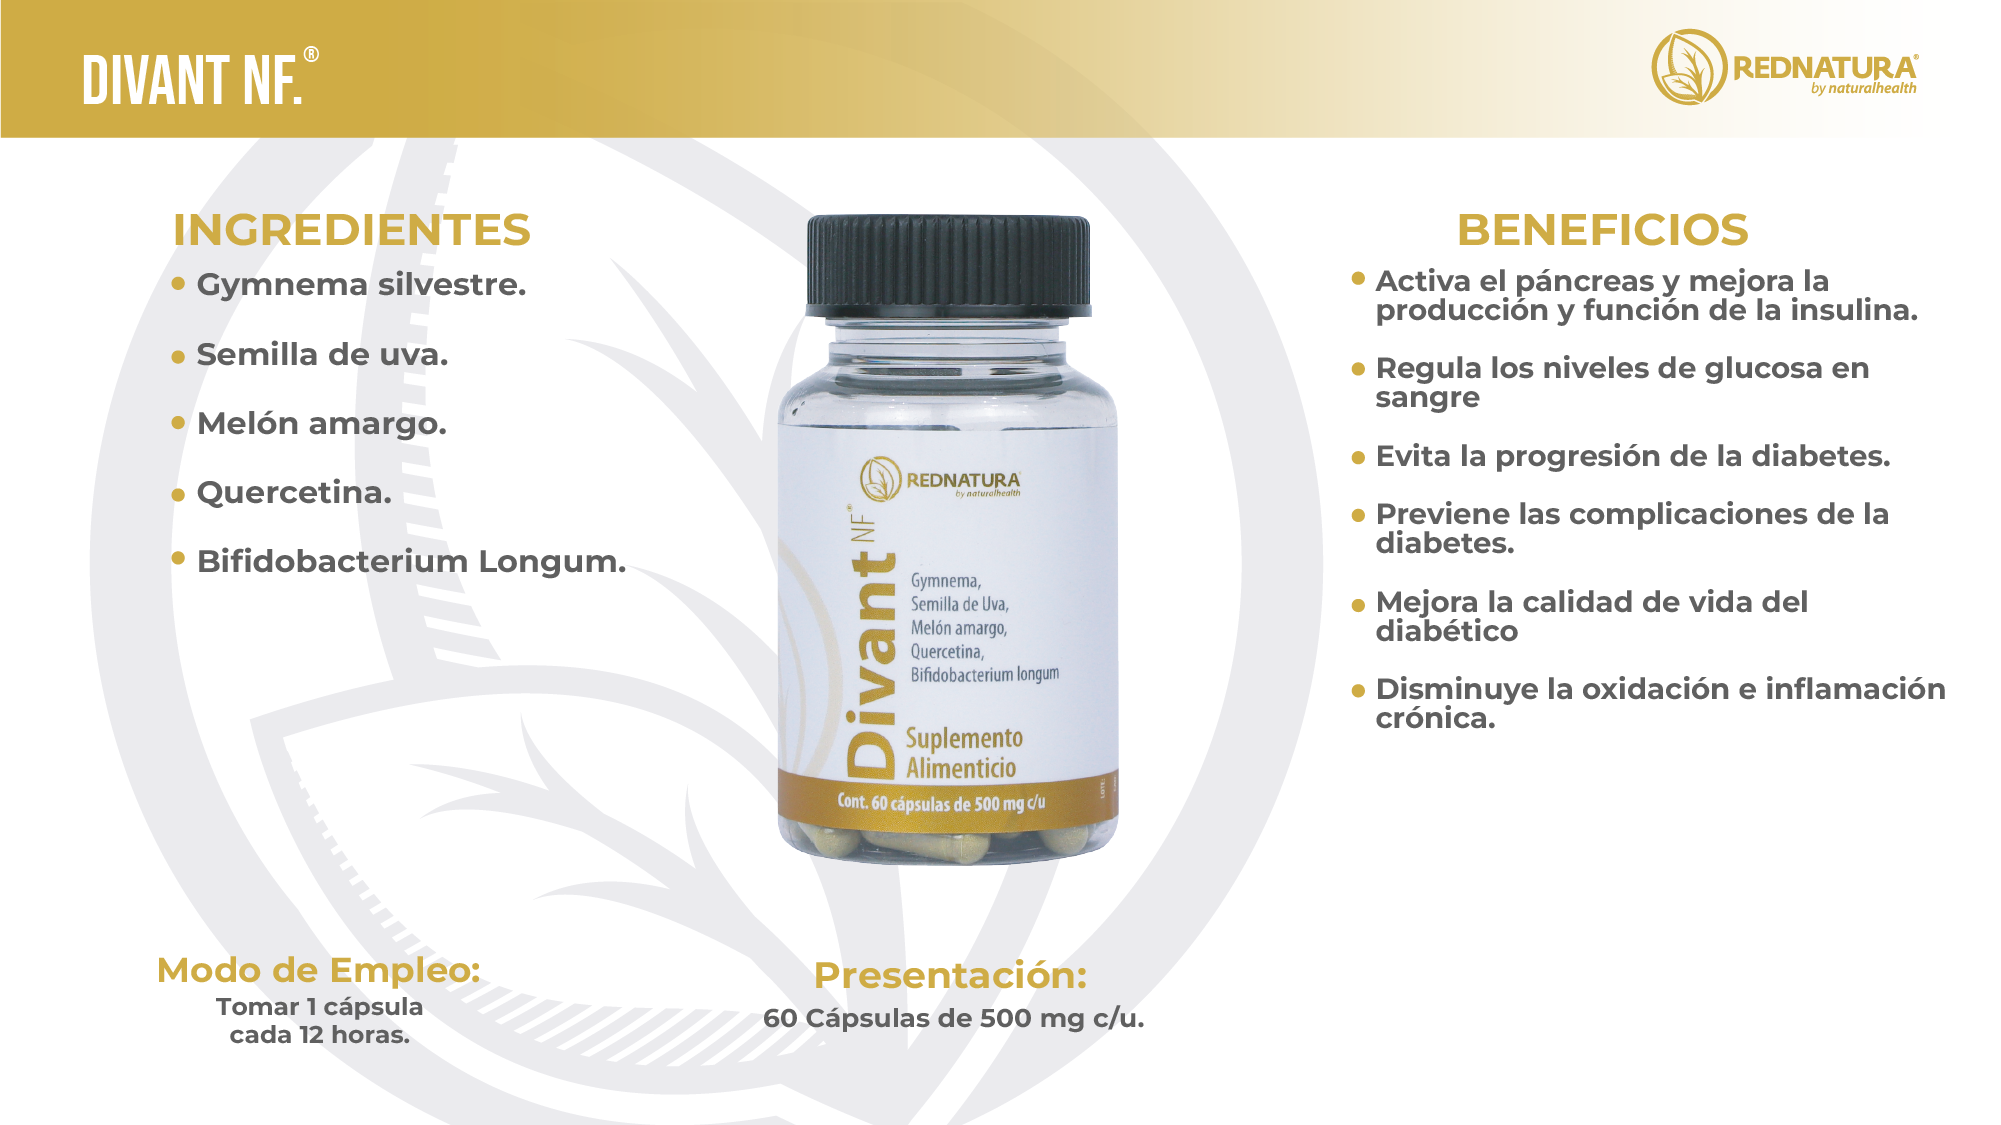 DIVANT NF.®
REDNATURA®
by naturalhealth
INGREDIENTES
Gymnema silvestre.
Semilla de uva.
Melón amargo.
Quercetina.
Bifidobacterium Longum.
REDNATURA
by naturalhealth
Divant NF®
Gymnema,
Semilla de Uva,
Melón amargo,
Quercetina,
Bifidobacterium longum
Suplemento
Alimenticio
Cont. 60 cápsulas de 500 mg c/u
BENEFICIOS
Activa el páncreas y mejora la
producción y función de la insulina.
Regula los niveles de glucosa en
sangre
Evita la progresión de la diabetes.
Previene las complicaciones de la
diabetes.
Mejora la calidad de vida del
diabético
Disminuye la oxidación e inflamación
crónica.
Modo de Empleo:
Tomar 1 cápsula
cada 12 horas.
Presentación:
60 Cápsulas de 500 mg c/u.